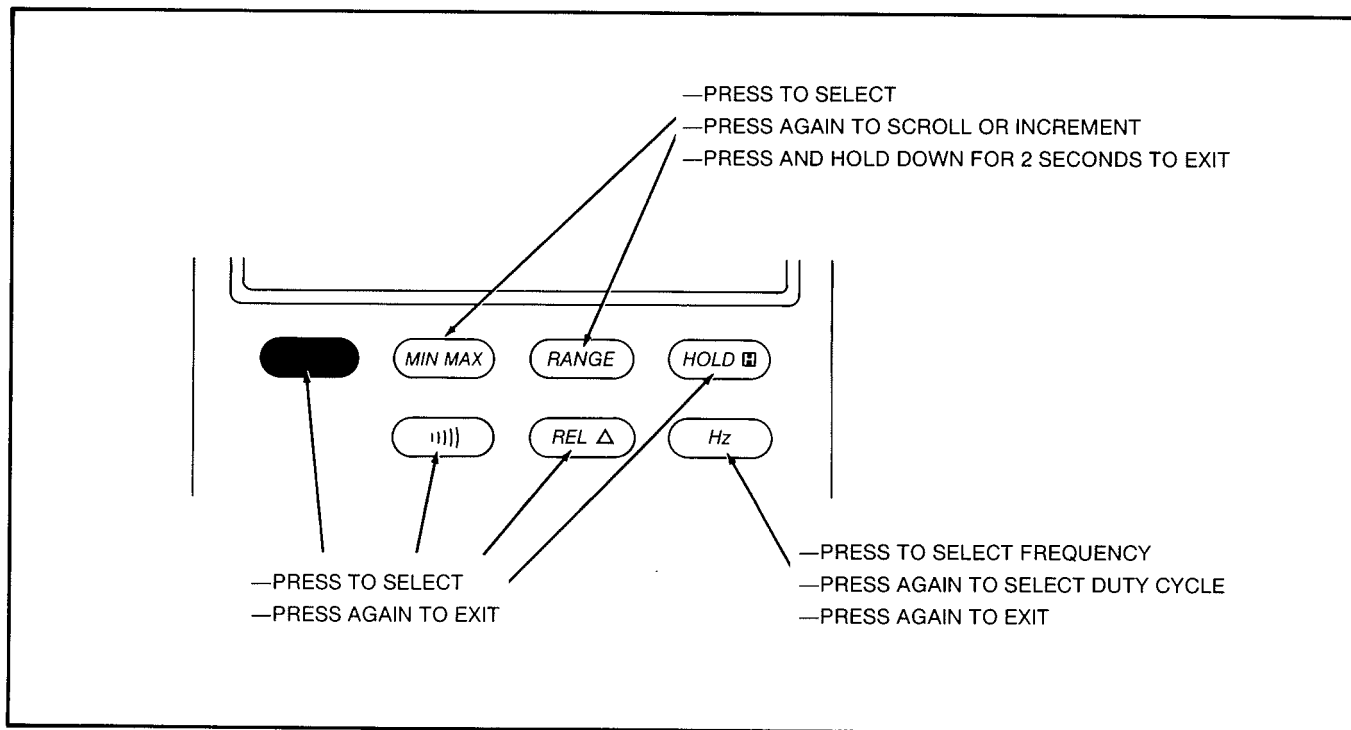 —PRESS TO SELECT
—PRESS AGAIN TO SCROLL OR INCREMENT
—PRESS AND HOLD DOWN FOR 2 SECONDS TO EXIT
MIN MAX
RANGE
HOLD H
REL △
Hz
—PRESS TO SELECT
—PRESS AGAIN TO EXIT
—PRESS TO SELECT FREQUENCY
—PRESS AGAIN TO SELECT DUTY CYCLE
—PRESS AGAIN TO EXIT